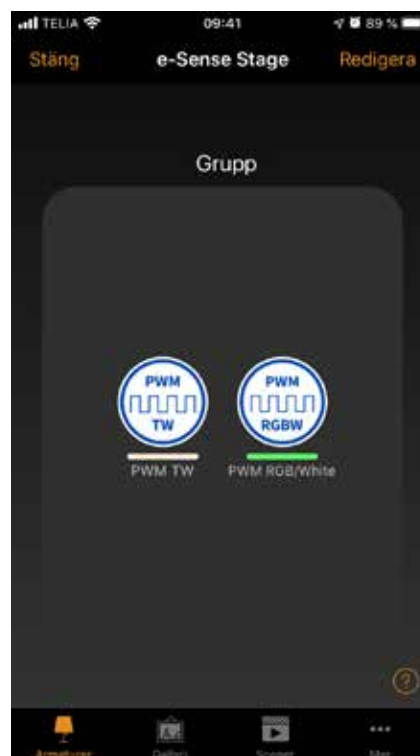 TELIA 09:41 89 %
Stäng e-Sense Stage Redigera
Grupp
PWM TW
PWM RGBW
PWM TW PWM RGB/White
?
Armaturer Galleri Scener Mer